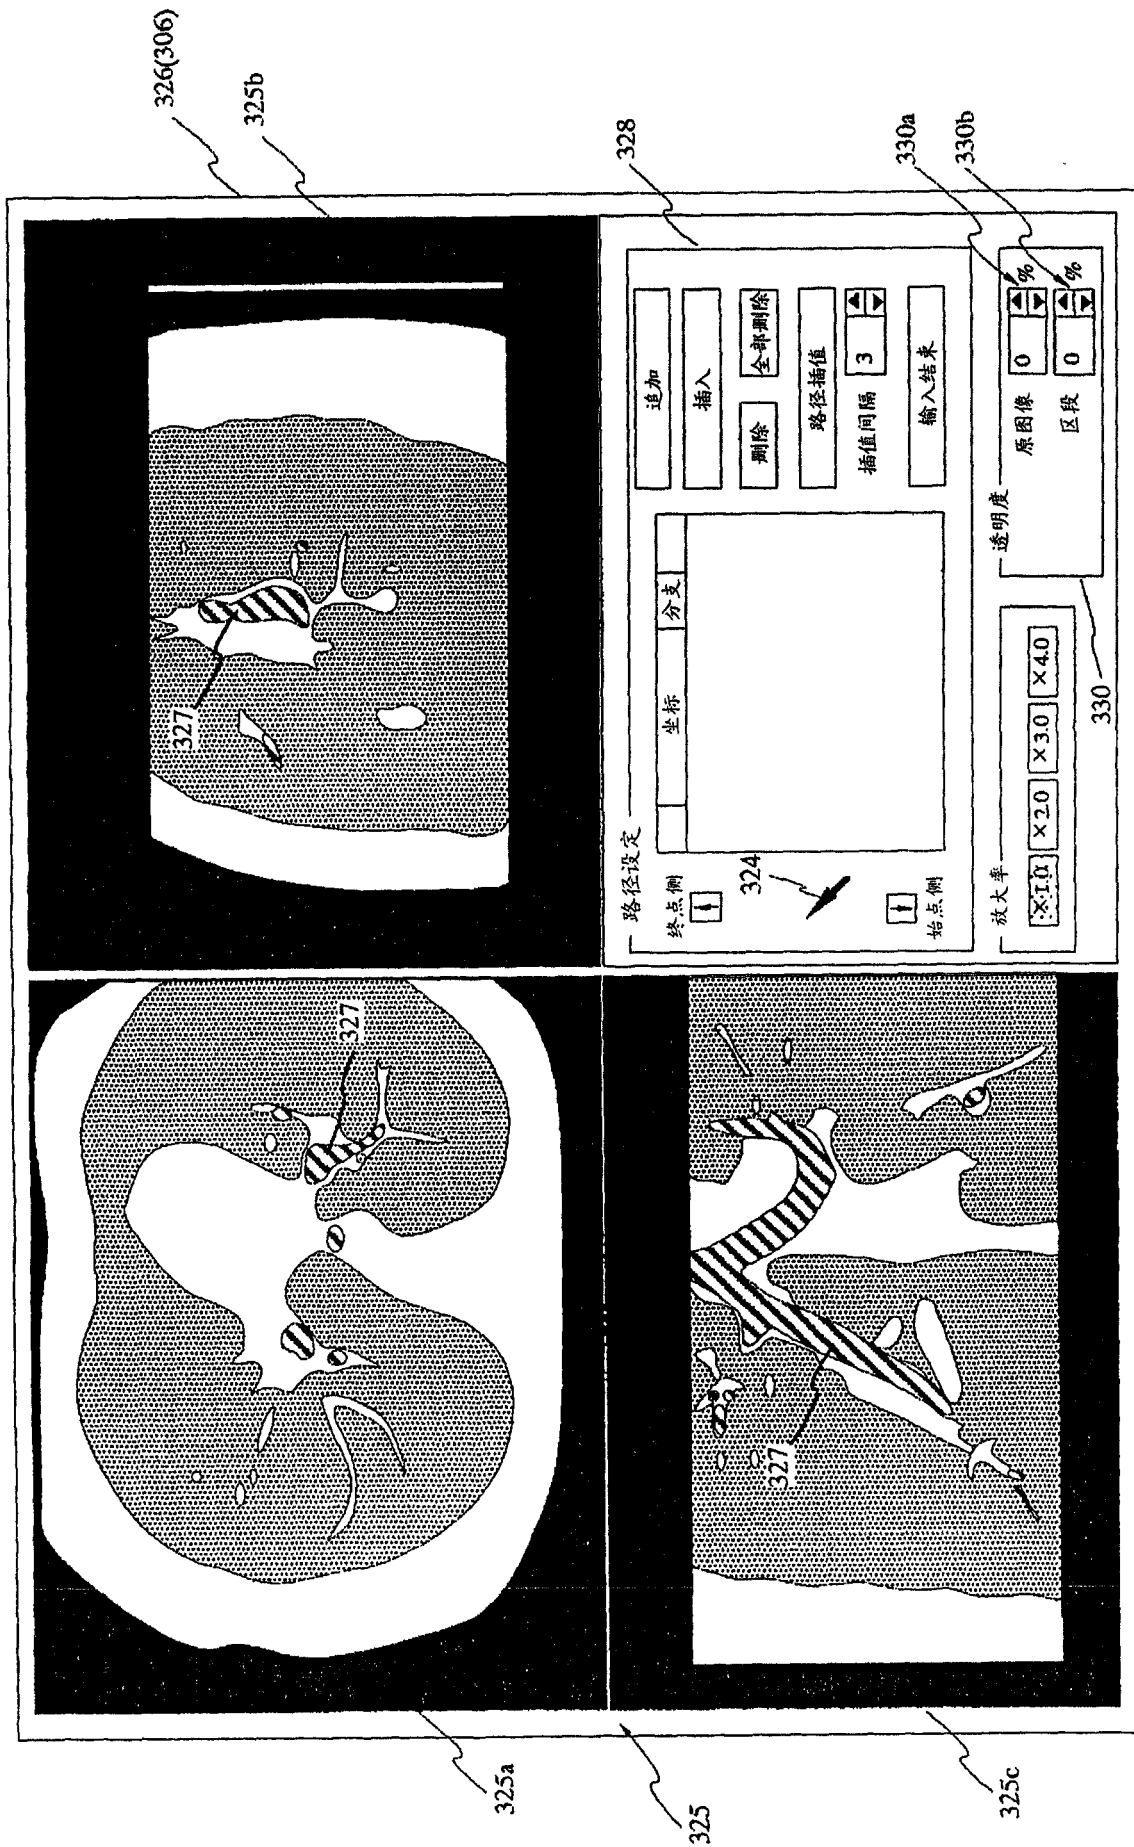 326(306)
325b
327
327
327
325a
325
325c
328
路径设定
终点侧
324
始点侧
坐标
分支
追加
插入
删除
全部删除
路径插值
插值间隔
3
输入结束
放大率
×1.0
×2.0
×3.0
×4.0
透明度
原图像
0
%
区段
0
%
330
330a
330b